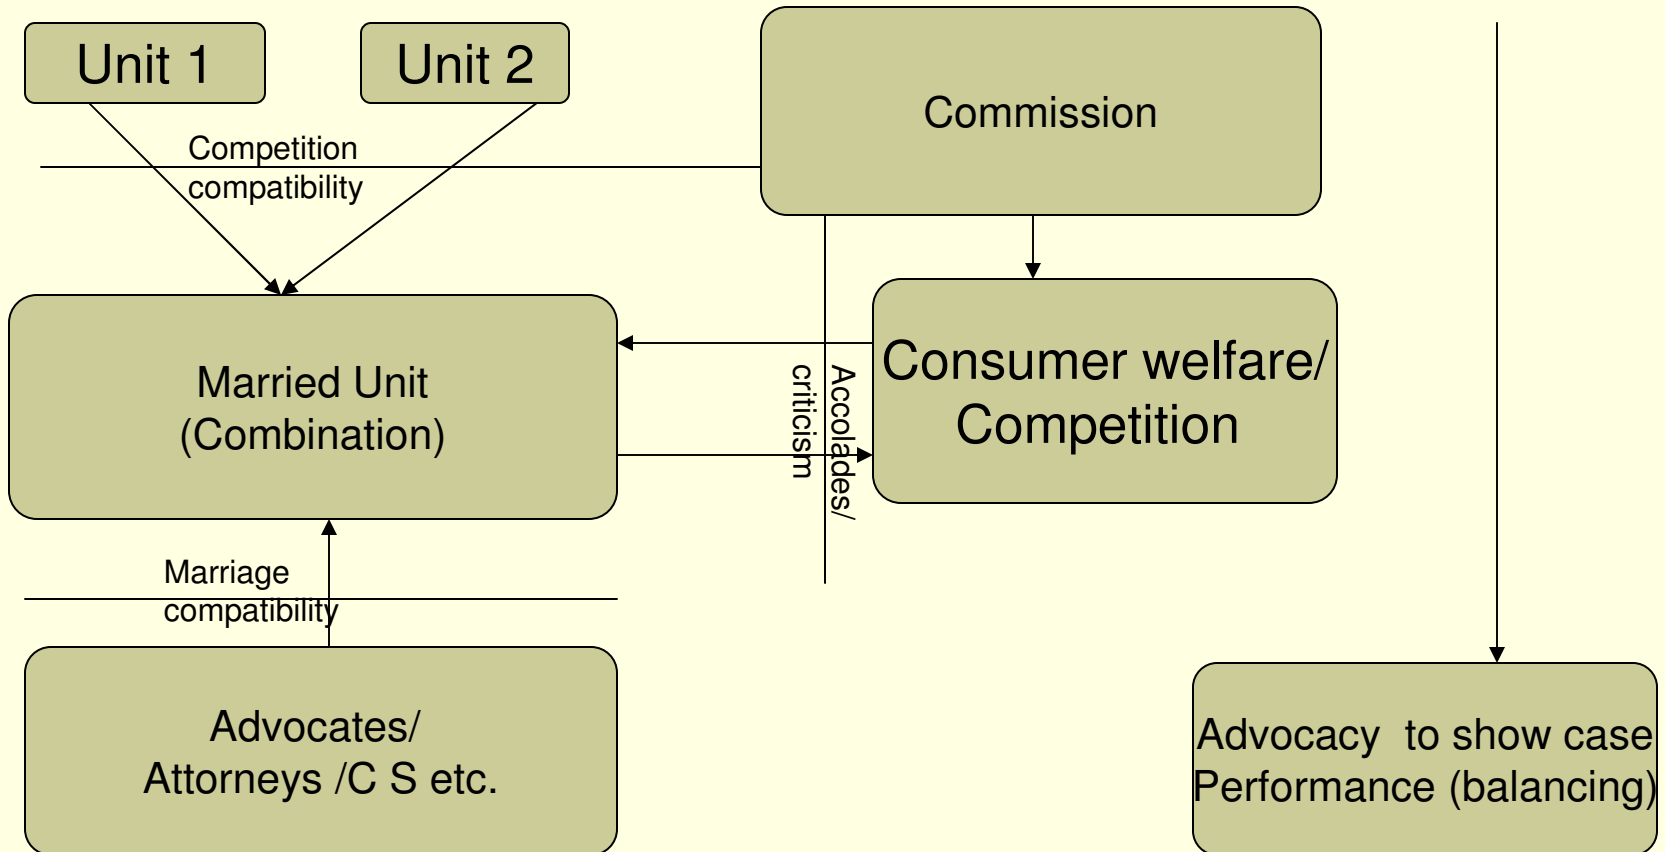 Unit 1
Unit 2
Commission
Competition
compatibility
Married Unit
(Combination)
Accolades/
criticism
Consumer welfare/
Competition
Marriage
compatibility
Advocates/
Attorneys /C S etc.
Advocacy  to show case
Performance (balancing)